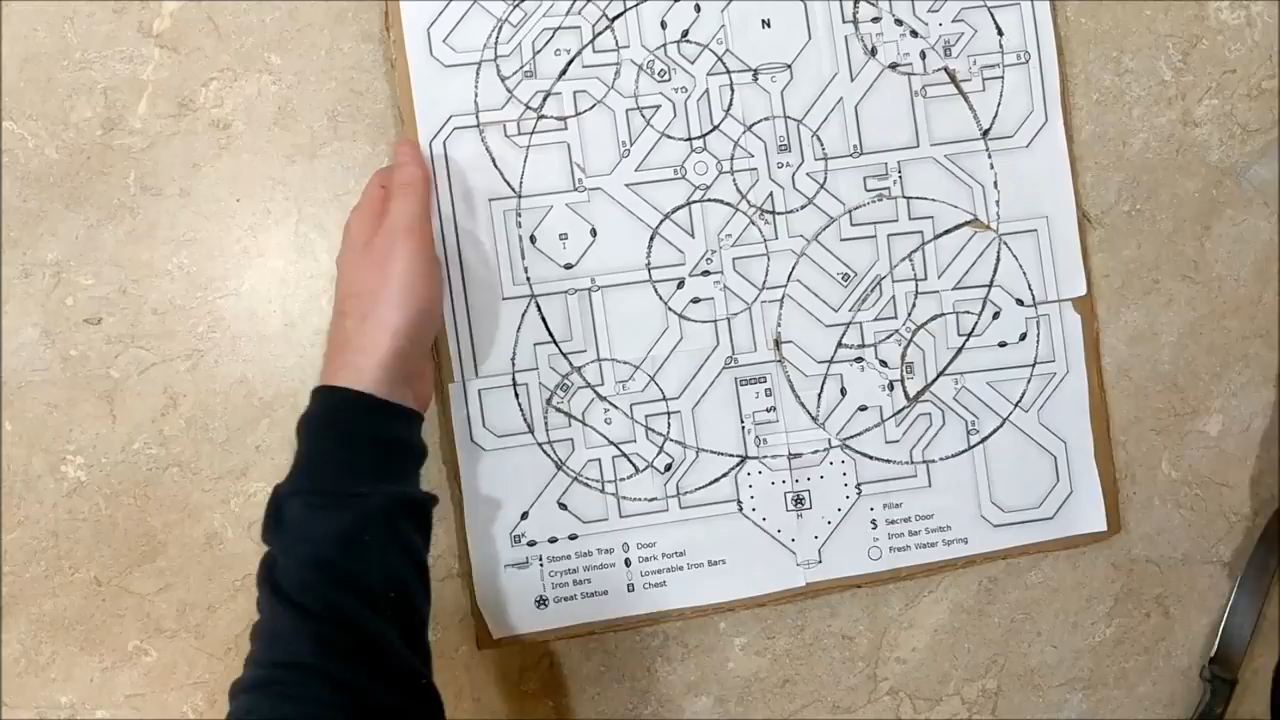 N
G
C
M
F
B
B
B
L
D
A
B
B
B
F
B
A
I
A
E
E
B
B
E
E
E
B
E
J
I
A
D
F
B
B
H
K
Stone Slab Trap
Crystal Window
Iron Bars
Great Statue
Door
Dark Portal
Lowerable Iron Bars
Chest
Pillar
$ Secret Door
Iron Bar Switch
Fresh Water Spring